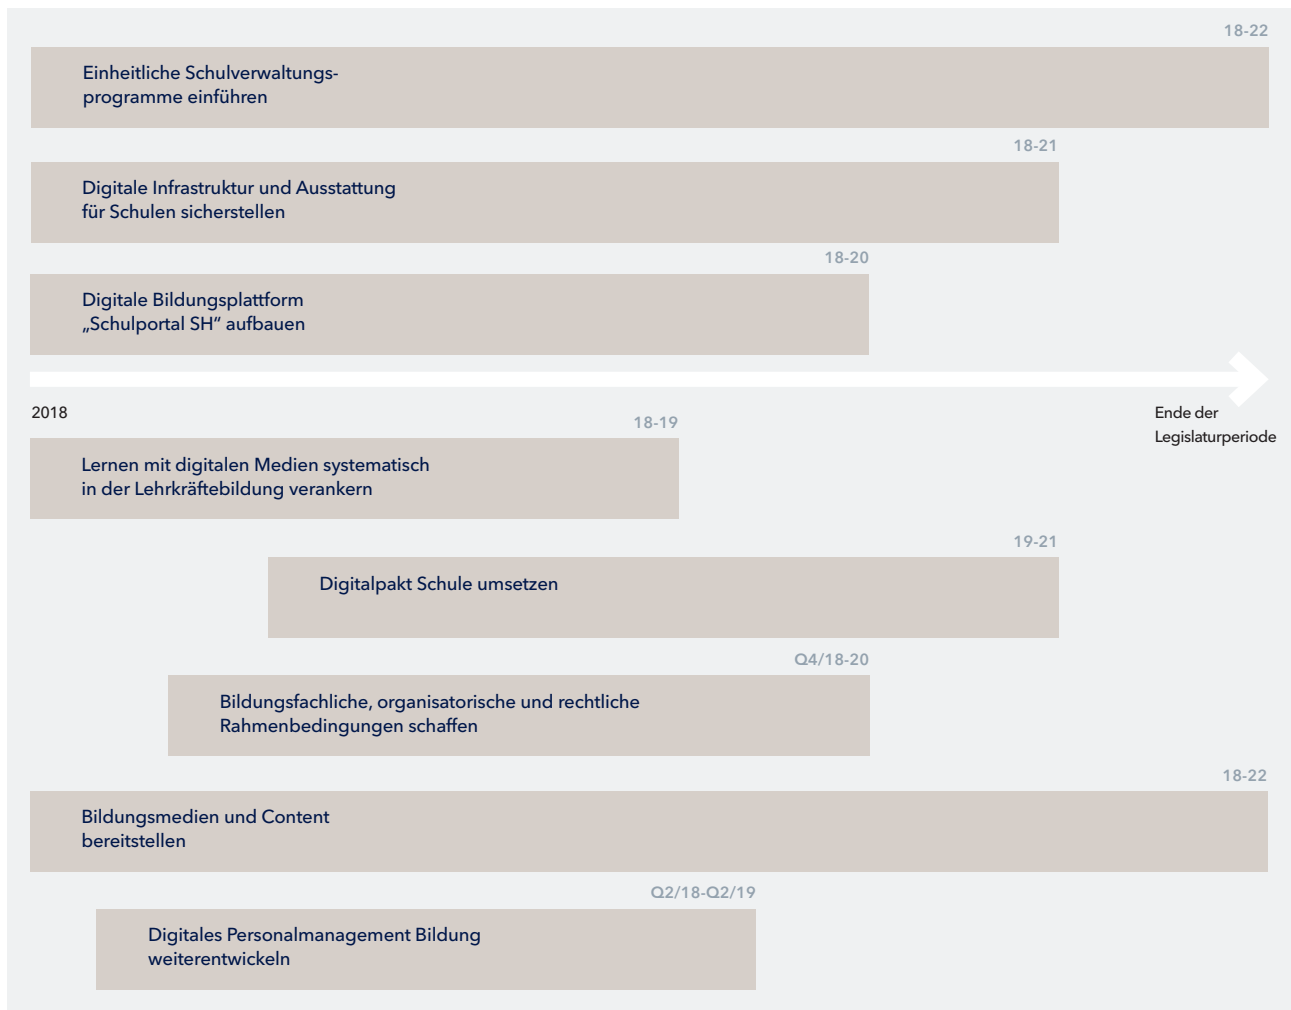 18-22
Einheitliche Schulverwaltungs-
programme einführen
18-21
Digitale Infrastruktur und Ausstattung
für Schulen sicherstellen
18-20
Digitale Bildungsplattform
„Schulportal SH“ aufbauen
2018
Ende der
Legislaturperiode
18-19
Lernen mit digitalen Medien systematisch
in der Lehrkräftebildung verankern
19-21
Digitalpakt Schule umsetzen
Q4/18-20
Bildungsfachliche, organisatorische und rechtliche
Rahmenbedingungen schaffen
18-22
Bildungsmedien und Content
bereitstellen
Q2/18-Q2/19
Digitales Personalmanagement Bildung
weiterentwickeln